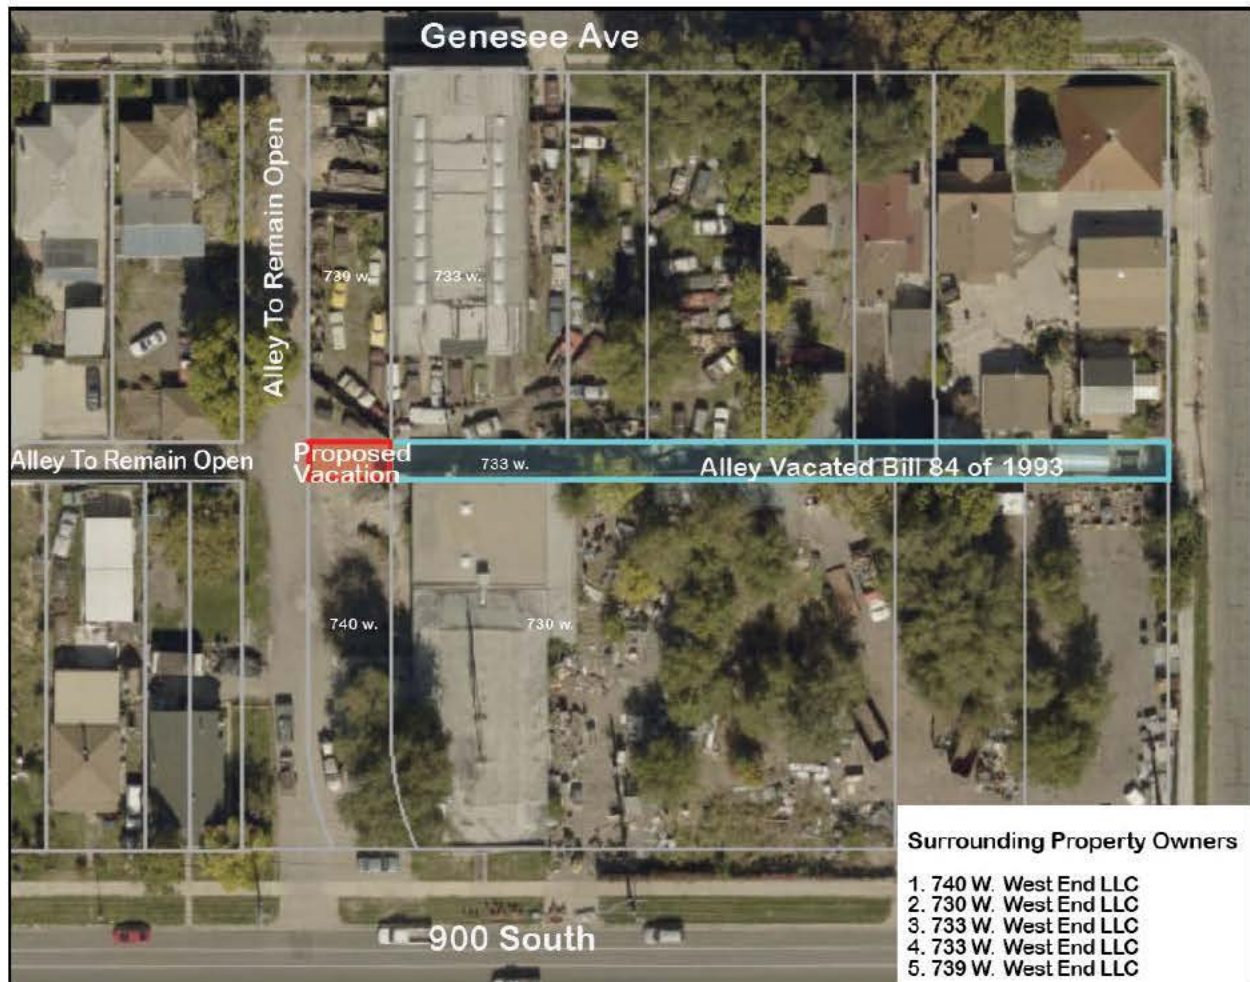 Genesee Ave
Alley To Remain Open
739 w.
733 w.
Alley To Remain Open
Proposed
Vacation
733 w.
Alley Vacated Bill 84 of 1993
740 w.
730 w.
900 South
Surrounding Property Owners
1. 740 W. West End LLC
2. 730 W. West End LLC
3. 733 W. West End LLC
4. 733 W. West End LLC
5. 739 W. West End LLC